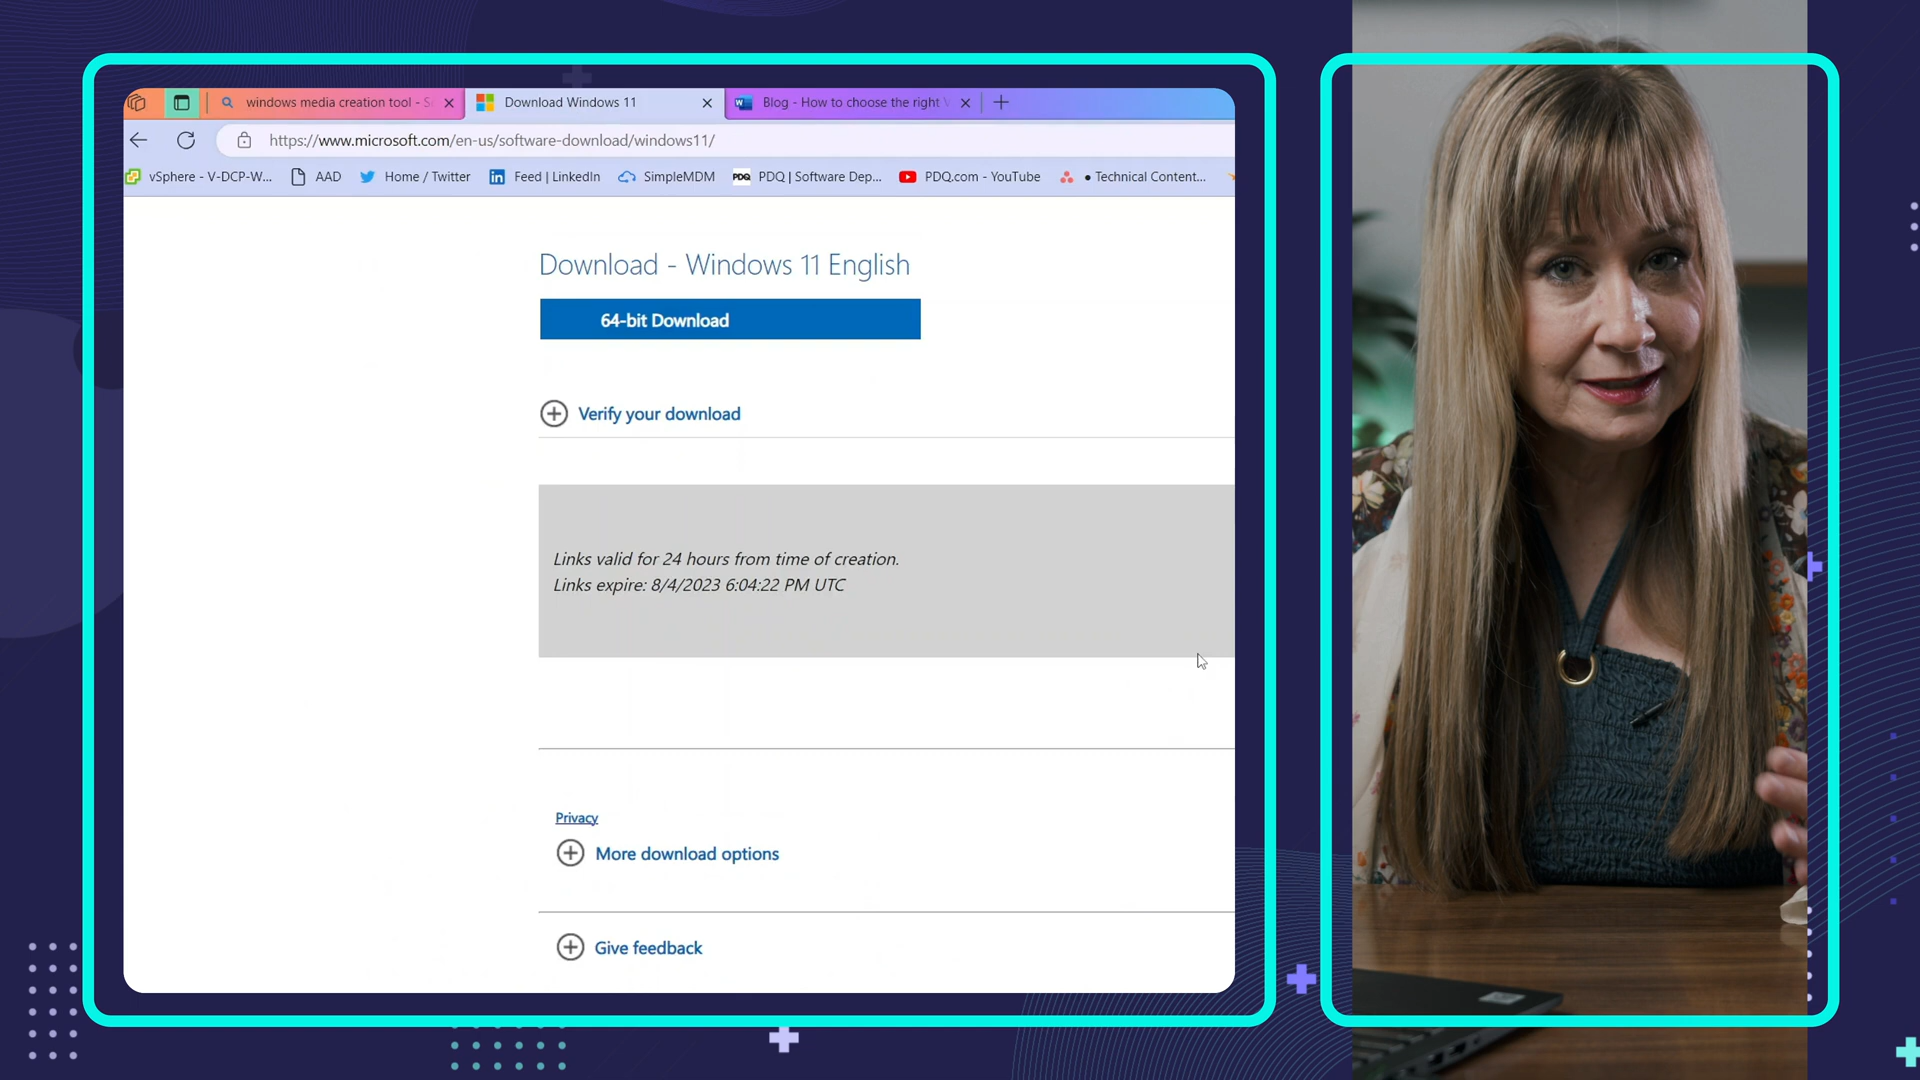 windows media creation tool - S
Download Windows 11
Blog - How to choose the right
https://www.microsoft.com/en-us/software-download/windows11/
vSphere - V-DCP-W...
AAD
Home / Twitter
Feed | LinkedIn
SimpleMDM
PDQ
PDQ | Software Dep...
PDQ.com - YouTube
• Technical Content...
Download - Windows 11 English
64-bit Download
Verify your download
Links valid for 24 hours from time of creation.
Links expire: 8/4/2023 6:04:22 PM UTC
Privacy
More download options
Give feedback